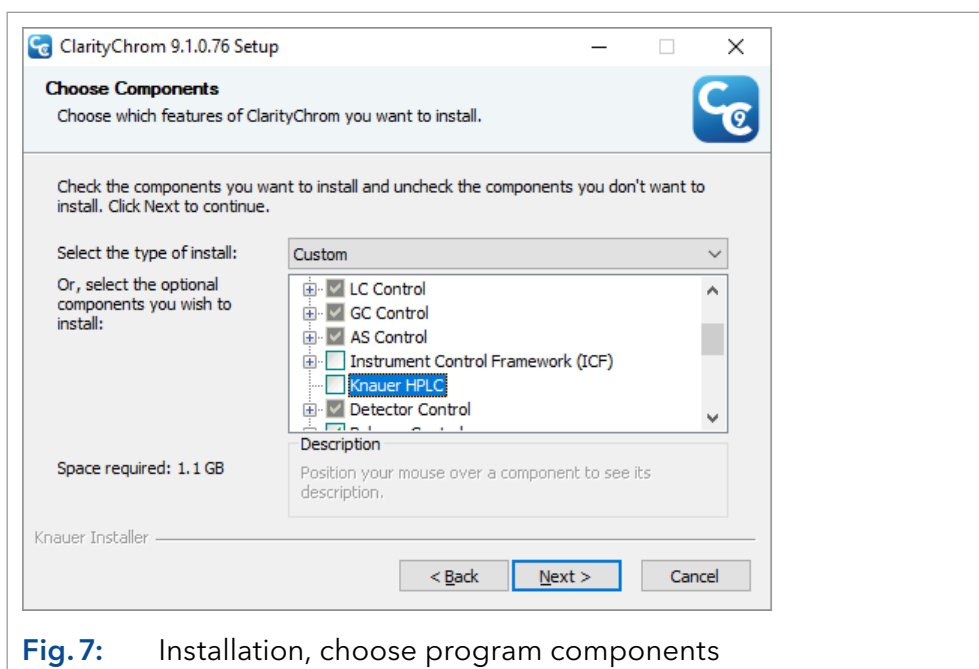 ClarityChrom 9.1.0.76 Setup
Choose Components
Choose which features of ClarityChrom you want to install.
Check the components you want to install and uncheck the components you don't want to
install. Click Next to continue.
Select the type of install:
Custom
Or, select the optional
components you wish to
install:
LC Control
GC Control
AS Control
Instrument Control Framework (ICF)
Knauer HPLC
Detector Control
Description
Position your mouse over a component to see its
description.
Space required: 1.1 GB
Knauer Installer
< Back
Next >
Cancel
Fig. 7: Installation, choose program components